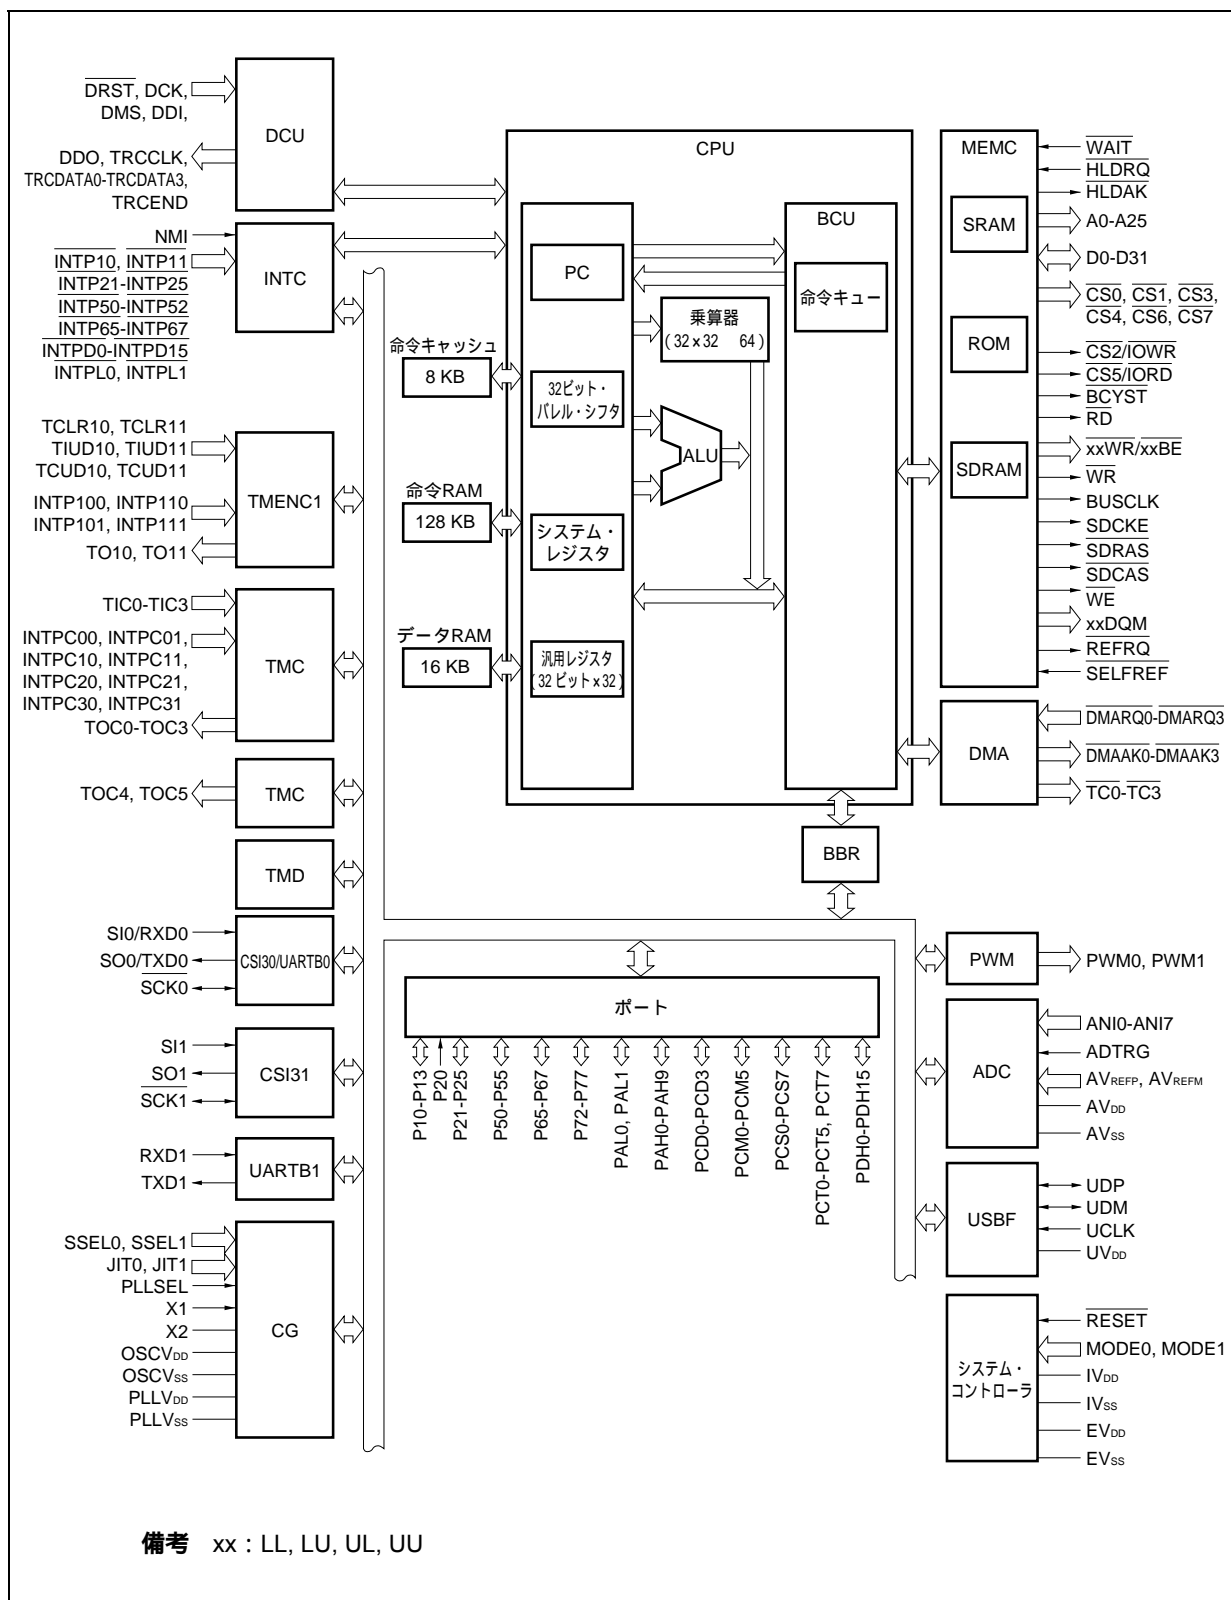 DRST, DCK,
DMS, DDI,
DDO, TRCCLK,
TRCDATA0-TRCDATA3,
TRCEND
DCU
NMI
INTP10, INTP11
INTP21-INTP25
INTP50-INTP52
INTP65-INTP67
INTPD0-INTPD15
INTPL0, INTPL1
INTC
TCLR10, TCLR11
TIUD10, TIUD11
TCUD10, TCUD11
INTP100, INTP110
INTP101, INTP111
TO10, TO11
TMENC1
TIC0-TIC3
INTPC00, INTPC01,
INTPC10, INTPC11,
INTPC20, INTPC21,
INTPC30, INTPC31
TOC0-TOC3
TMC
TOC4, TOC5
TMC
TMD
SI0/RXD0
SO0/TXD0
SCK0
CSI30/UARTB0
SI1
SO1
SCK1
CSI31
RXD1
TXD1
UARTB1
SSEL0, SSEL1
JIT0, JIT1
PLLSEL
X1
X2
OSCVDD
OSCVSS
PLLVDD
PLLVSS
CG
命令キャッシュ
8 KB
命令RAM
128 KB
データRAM
16 KB
CPU
PC
32ビット・
バレル・シフタ
システム・
レジスタ
汎用レジスタ
(32 ビット×32)
乗算器
(32×32 64)
ALU
BCU
命令キュー
BBR
ポート
P10-P13
P20
P21-P25
P50-P55
P65-P67
P72-P77
PAL0, PAL1
PAH0-PAH9
PCD0-PCD3
PCM0-PCM5
PCS0-PCS7
PCT0-PCT5, PCT7
PDH0-PDH15
MEMC
SRAM
ROM
SDRAM
WAIT
HLDRQ
HLDAK
A0-A25
D0-D31
CS0, CS1, CS3,
CS4, CS6, CS7
CS2/IOWR
CS5/IORD
BCYST
RD
xxWR/xxBE
WR
BUSCLK
SDCKE
SDRAS
SDCAS
WE
xxDQM
REFRQ
SELFREF
DMA
DMARQ0-DMARQ3
DMAAK0-DMAAK3
TC0-TC3
PWM
PWM0, PWM1
ADC
ANI0-ANI7
ADTRG
AVREFP, AVREFM
AVDD
AVSS
USBF
UDP
UDM
UCLK
UVDD
システム・
コントローラ
RESET
MODE0, MODE1
IVDD
IVSS
EVDD
EVSS
備考 xx : LL, LU, UL, UU